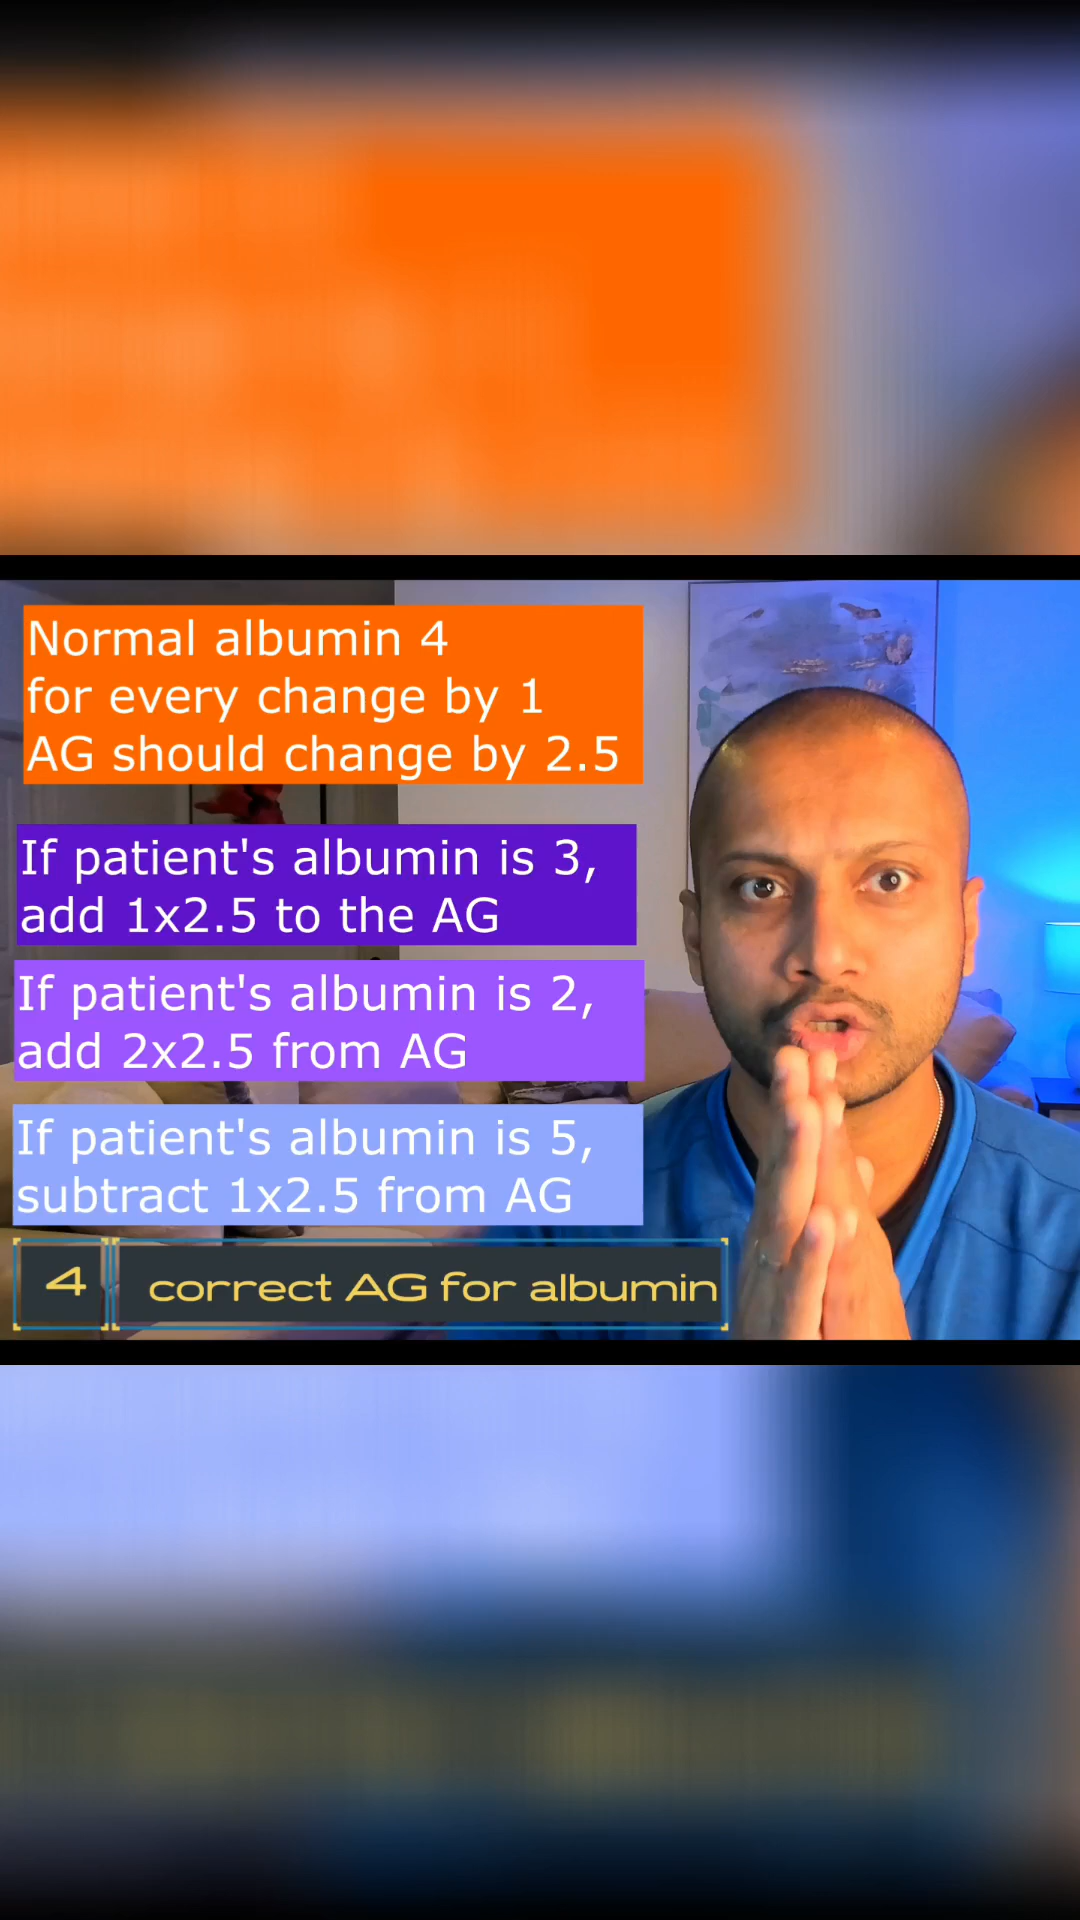 Normal albumin 4
for every change by 1
AG should change by 2.5
If patient's albumin is 3,
add 1x2.5 to the AG
If patient's albumin is 2,
add 2x2.5 from AG
If patient's albumin is 5,
subtract 1x2.5 from AG
4 correct AG for albumin